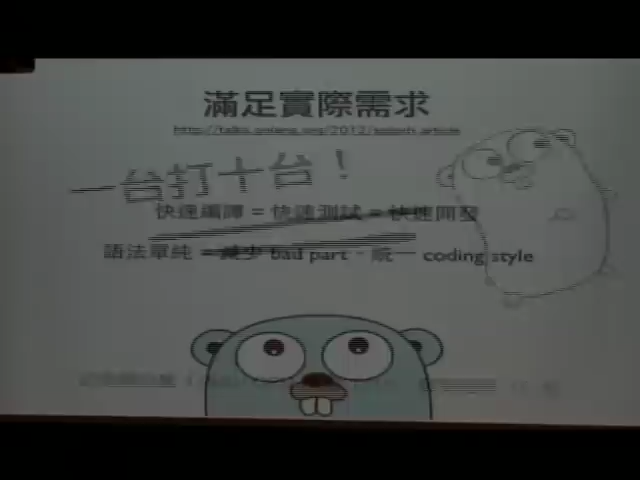 滿足實際需求
http://talks.golang.org/2012/splash.article
一台打十台！
快速編譯 = 快速測試 = 快速開發
語法單純 = 減少 bad part、統一 coding style